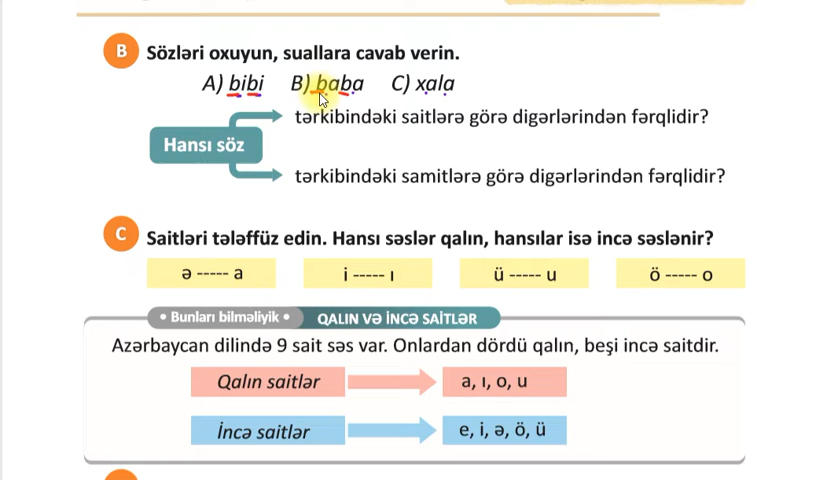 B Sözləri oxuyun, suallara cavab verin.
A) bibi B) baba C) xala
tərkibindəki saitlərə görə digərlərindən fərqlidir?
Hansı söz
tərkibindəki samitlərə görə digərlərindən fərqlidir?
C Saitləri tələffüz edin. Hansı səslər qalın, hansılar isə incə səslənir?
ə ----- a i ----- ı ü ----- u ö ----- o
• Bunları bilməliyik • QALIN VƏ İNCƏ SAİTLƏR
Azərbaycan dilində 9 sait səs var. Onlardan dördü qalın, beşi incə saitdir.
Qalın saitlər a, ı, o, u
İncə saitlər e, i, ə, ö, ü